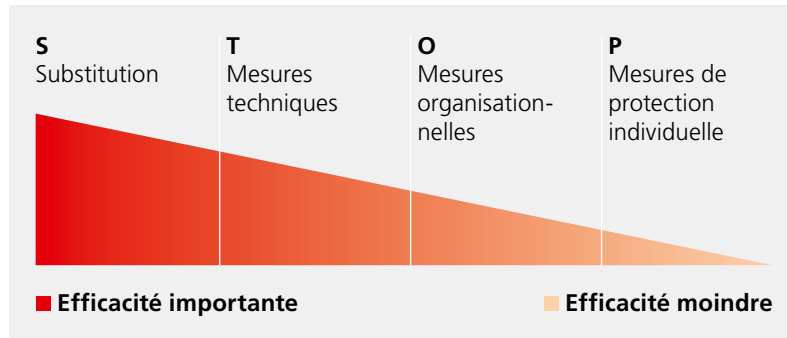 S
Substitution
T
Mesures
techniques
O
Mesures
organisation-
nelles
P
Mesures de
protection
individuelle
Efficacité importante
Efficacité moindre